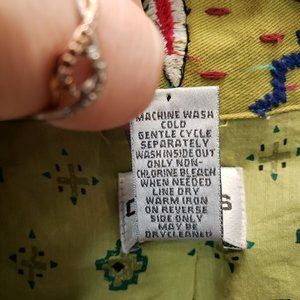 MACHINE WASH
COLD
GENTLE CYCLE
SEPARATELY
WASH INSIDE OUT
ONLY NON-
CHLORINE BLEACH
WHEN NEEDED
LINE DRY
WARM IRON
ON REVERSE
SIDE ONLY
MAY BE
DRYCLEANED